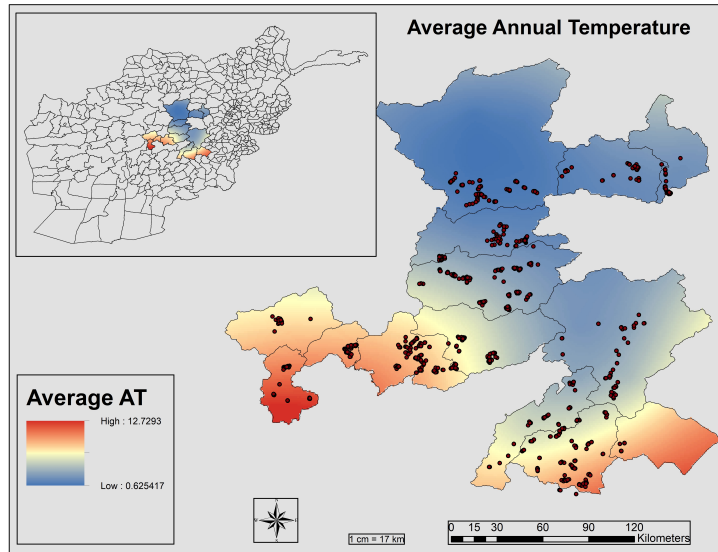 Average Annual Temperature
Average AT
High : 12.7293
Low : 0.625417
N
W E
S
1 cm = 17 km
0 15 30 60 90 120
Kilometers